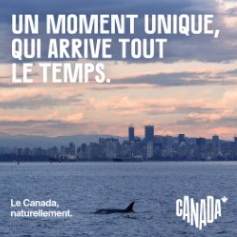 UN MOMENT UNIQUE,
QUI ARRIVE TOUT
LE TEMPS.
Le Canada,
naturellement.
CANADA